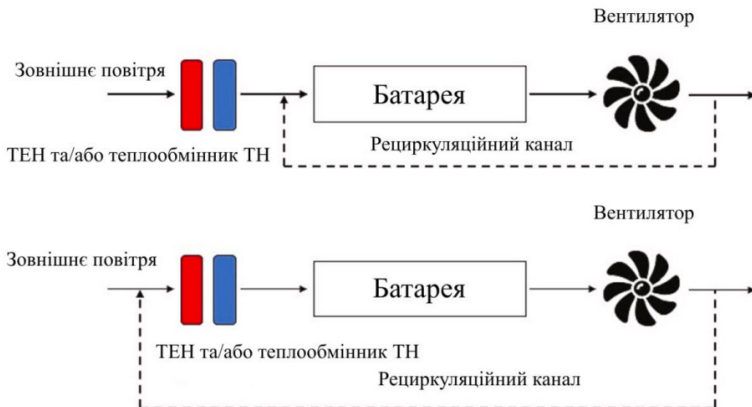 Вентилятор
Зовнішнє повітря
Батарея
ТЕН та/або теплообмінник ТН
Рециркуляційний канал
Вентилятор
Зовнішнє повітря
Батарея
ТЕН та/або теплообмінник ТН
Рециркуляційний канал